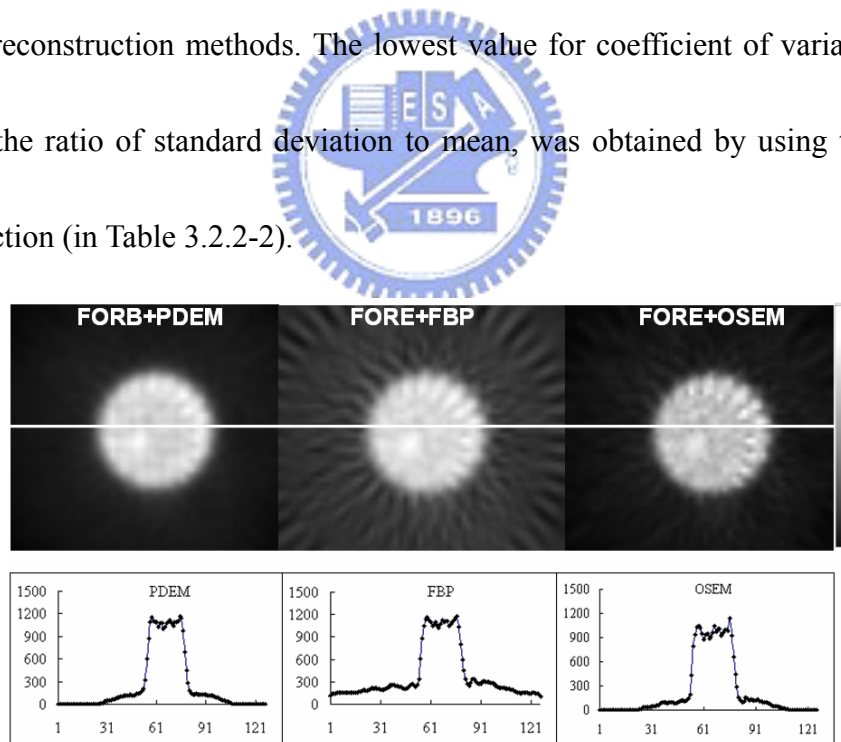 reconstruction methods. The lowest value for coefficient of varia
the ratio of standard deviation to mean, was obtained by using
ction (in Table 3.2.2-2).
E S A
1896
FORB+PDEM FORE+FBP FORE+OSEM
PDEM
1500
1200
900
600
300
0
1 31 61 91 121
FBP
1500
1200
900
600
300
0
1 31 61 91 121
OSEM
1500
1200
900
600
300
0
1 31 61 91 121